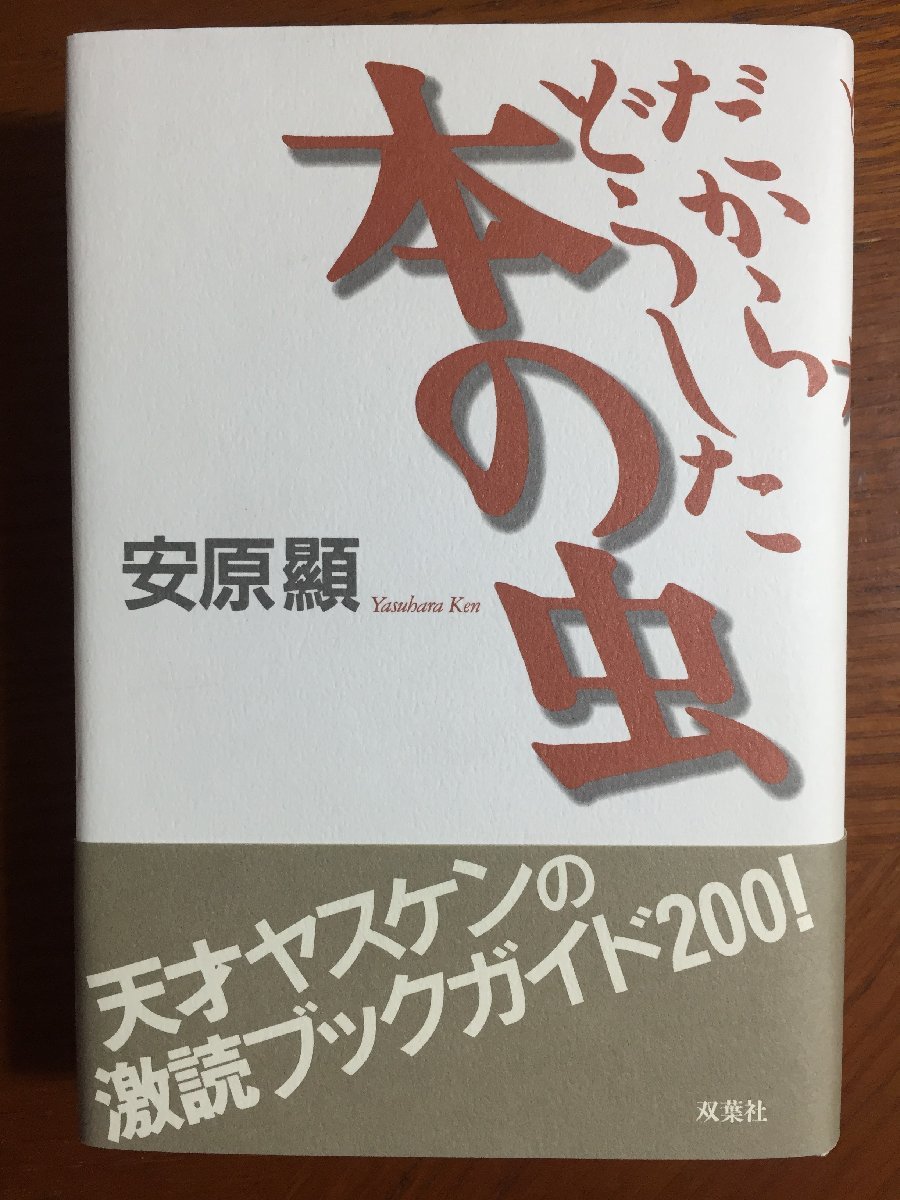 だから
どうした
本の虫
安原顯
Yasuhara Ken
天才ヤスケンの
激読ブックガイド200!
双葉社